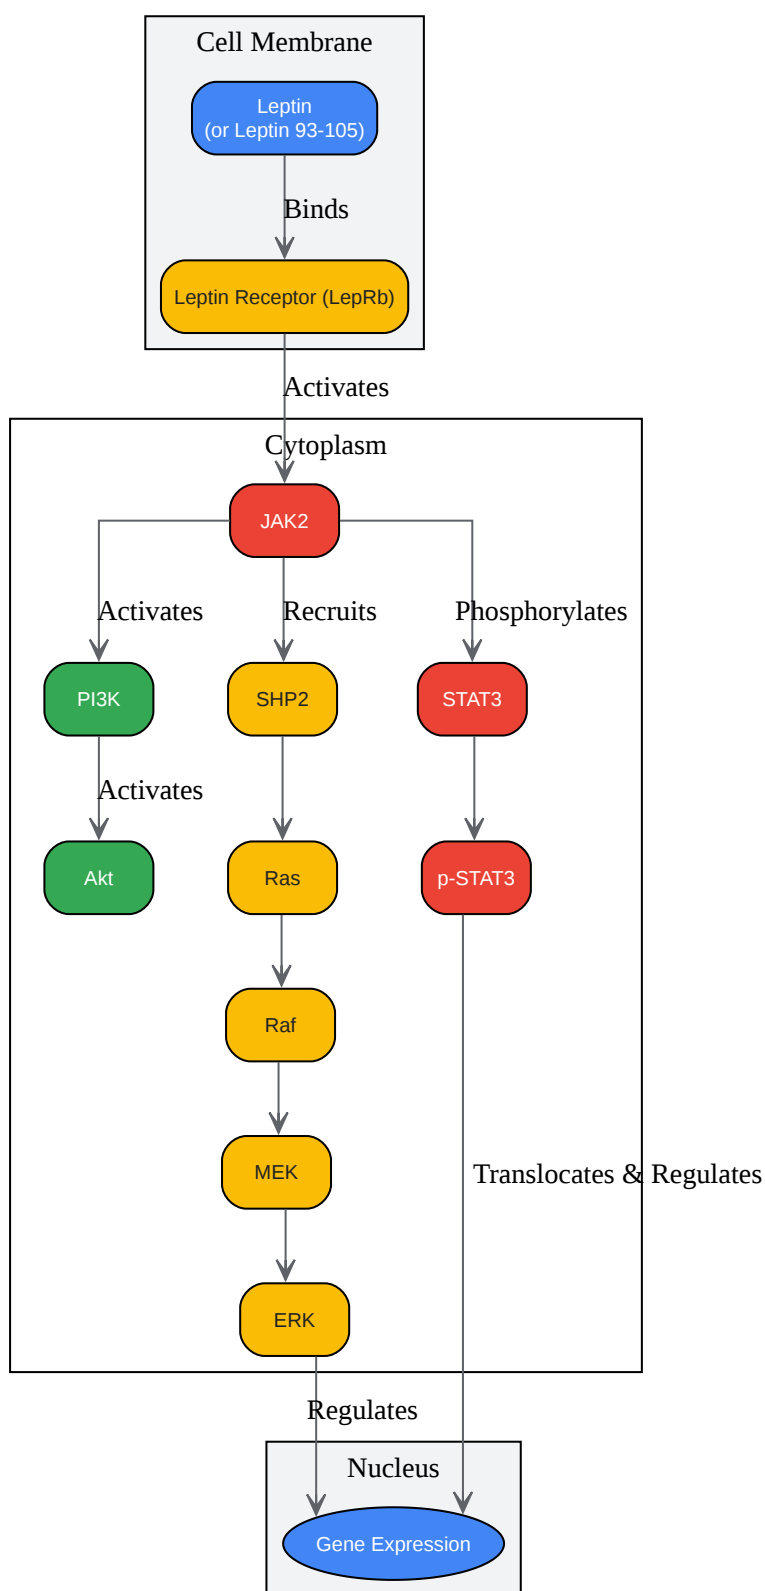 Cell Membrane
Leptin
(or Leptin 93-105)
Binds
Leptin Receptor (LepRb)
Activates
Cytoplasm
JAK2
Activates
Recruits
Phosphorylates
PI3K
SHP2
STAT3
Activates
Akt
Ras
p-STAT3
Raf
MEK
Translocates & Regulates
ERK
Regulates
Nucleus
Gene Expression